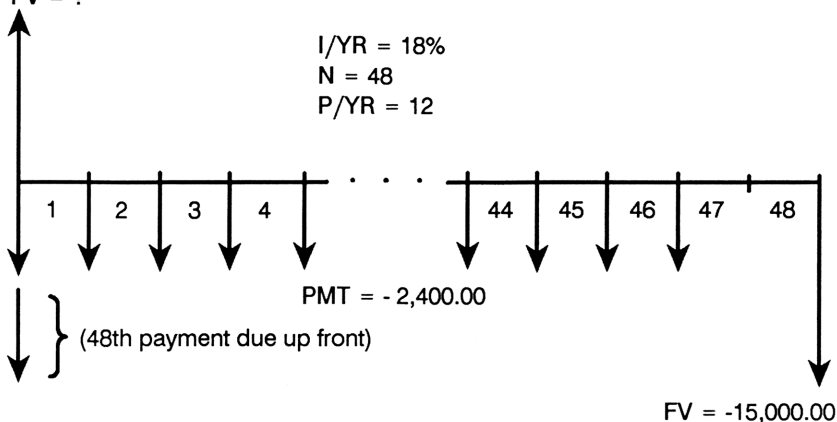 I/YR = 18%
N = 48
P/YR = 12
1 2 3 4 . . . 44 45 46 47 48
PMT = - 2,400.00
(48th payment due up front)
FV = -15,000.00